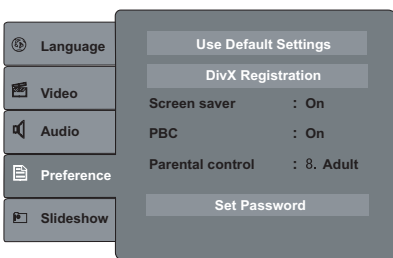 Language
Video
Audio
Preference
Slideshow
Use Default Settings
DivX Registration
Screen saver : On
PBC : On
Parental control : 8. Adult
Set Password